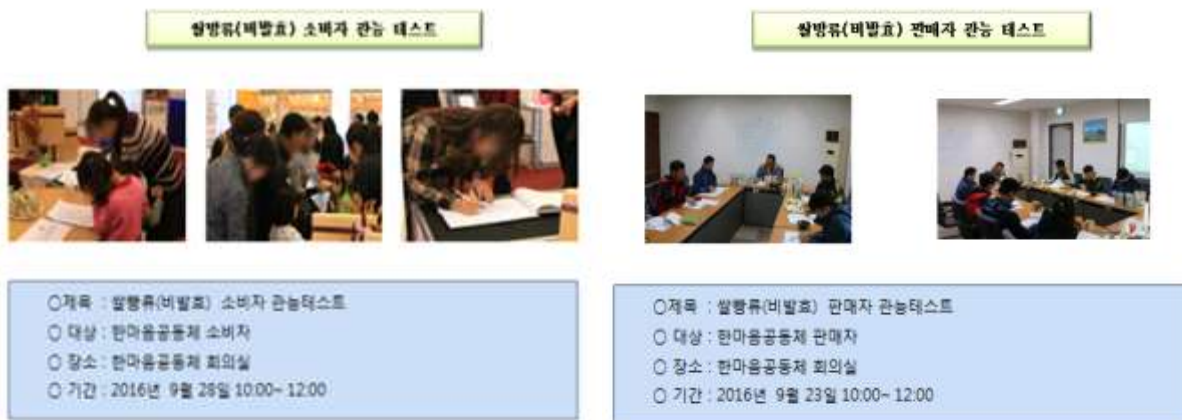 쌀빵류(비발효) 소비자 관능 테스트
○제목 : 쌀빵류(비발효) 소비자 관능테스트
○ 대상 : 한마음공동체 소비자
○ 장소 : 한마음공동체 회의실
○ 기간 : 2016년 9월 28일 10:00~ 12:00
쌀빵류(비발효) 판매자 관능 테스트
○제목 : 쌀빵류(비발효) 판매자 관능테스트
○ 대상 : 한마음공동체 판매자
○ 장소 : 한마음공동체 회의실
○ 기간 : 2016년 9월 23일 10:00~ 12:00